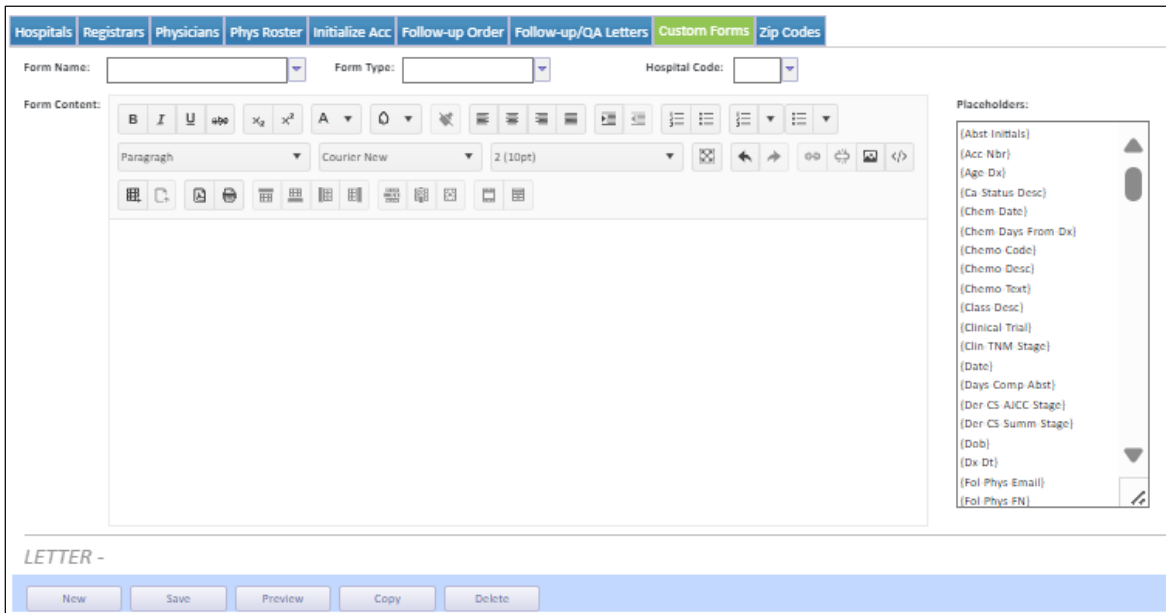 Hospitals Registrars Physicians Phys Roster Initialize Acc Follow-up Order Follow-up/QA Letters Custom Forms Zip Codes
Form Name: Form Type: Hospital Code:
Form Content: Placeholders:
B I U abc x₂ x² A
Paragragh Courier New 2 (10pt)
{Abst-Initials}
{Acc-Nbr}
{Age-Dx}
{Ca-Status-Desc}
{Chem-Date}
{Chem-Days-From-Dx}
{Chemo-Code}
{Chemo-Desc}
{Chemo-Text}
{Class-Desc}
{Clinical-Trial}
{Clin-TNM-Stage}
{Date}
{Days-Comp-Abst}
{Der-CS-AJCC-Stage}
{Der-CS-Summ-Stage}
{Dob}
{Dx-Dt}
{Fol-Phys-Email}
{Fol-Phys-FN}
LETTER -
New Save Preview Copy Delete